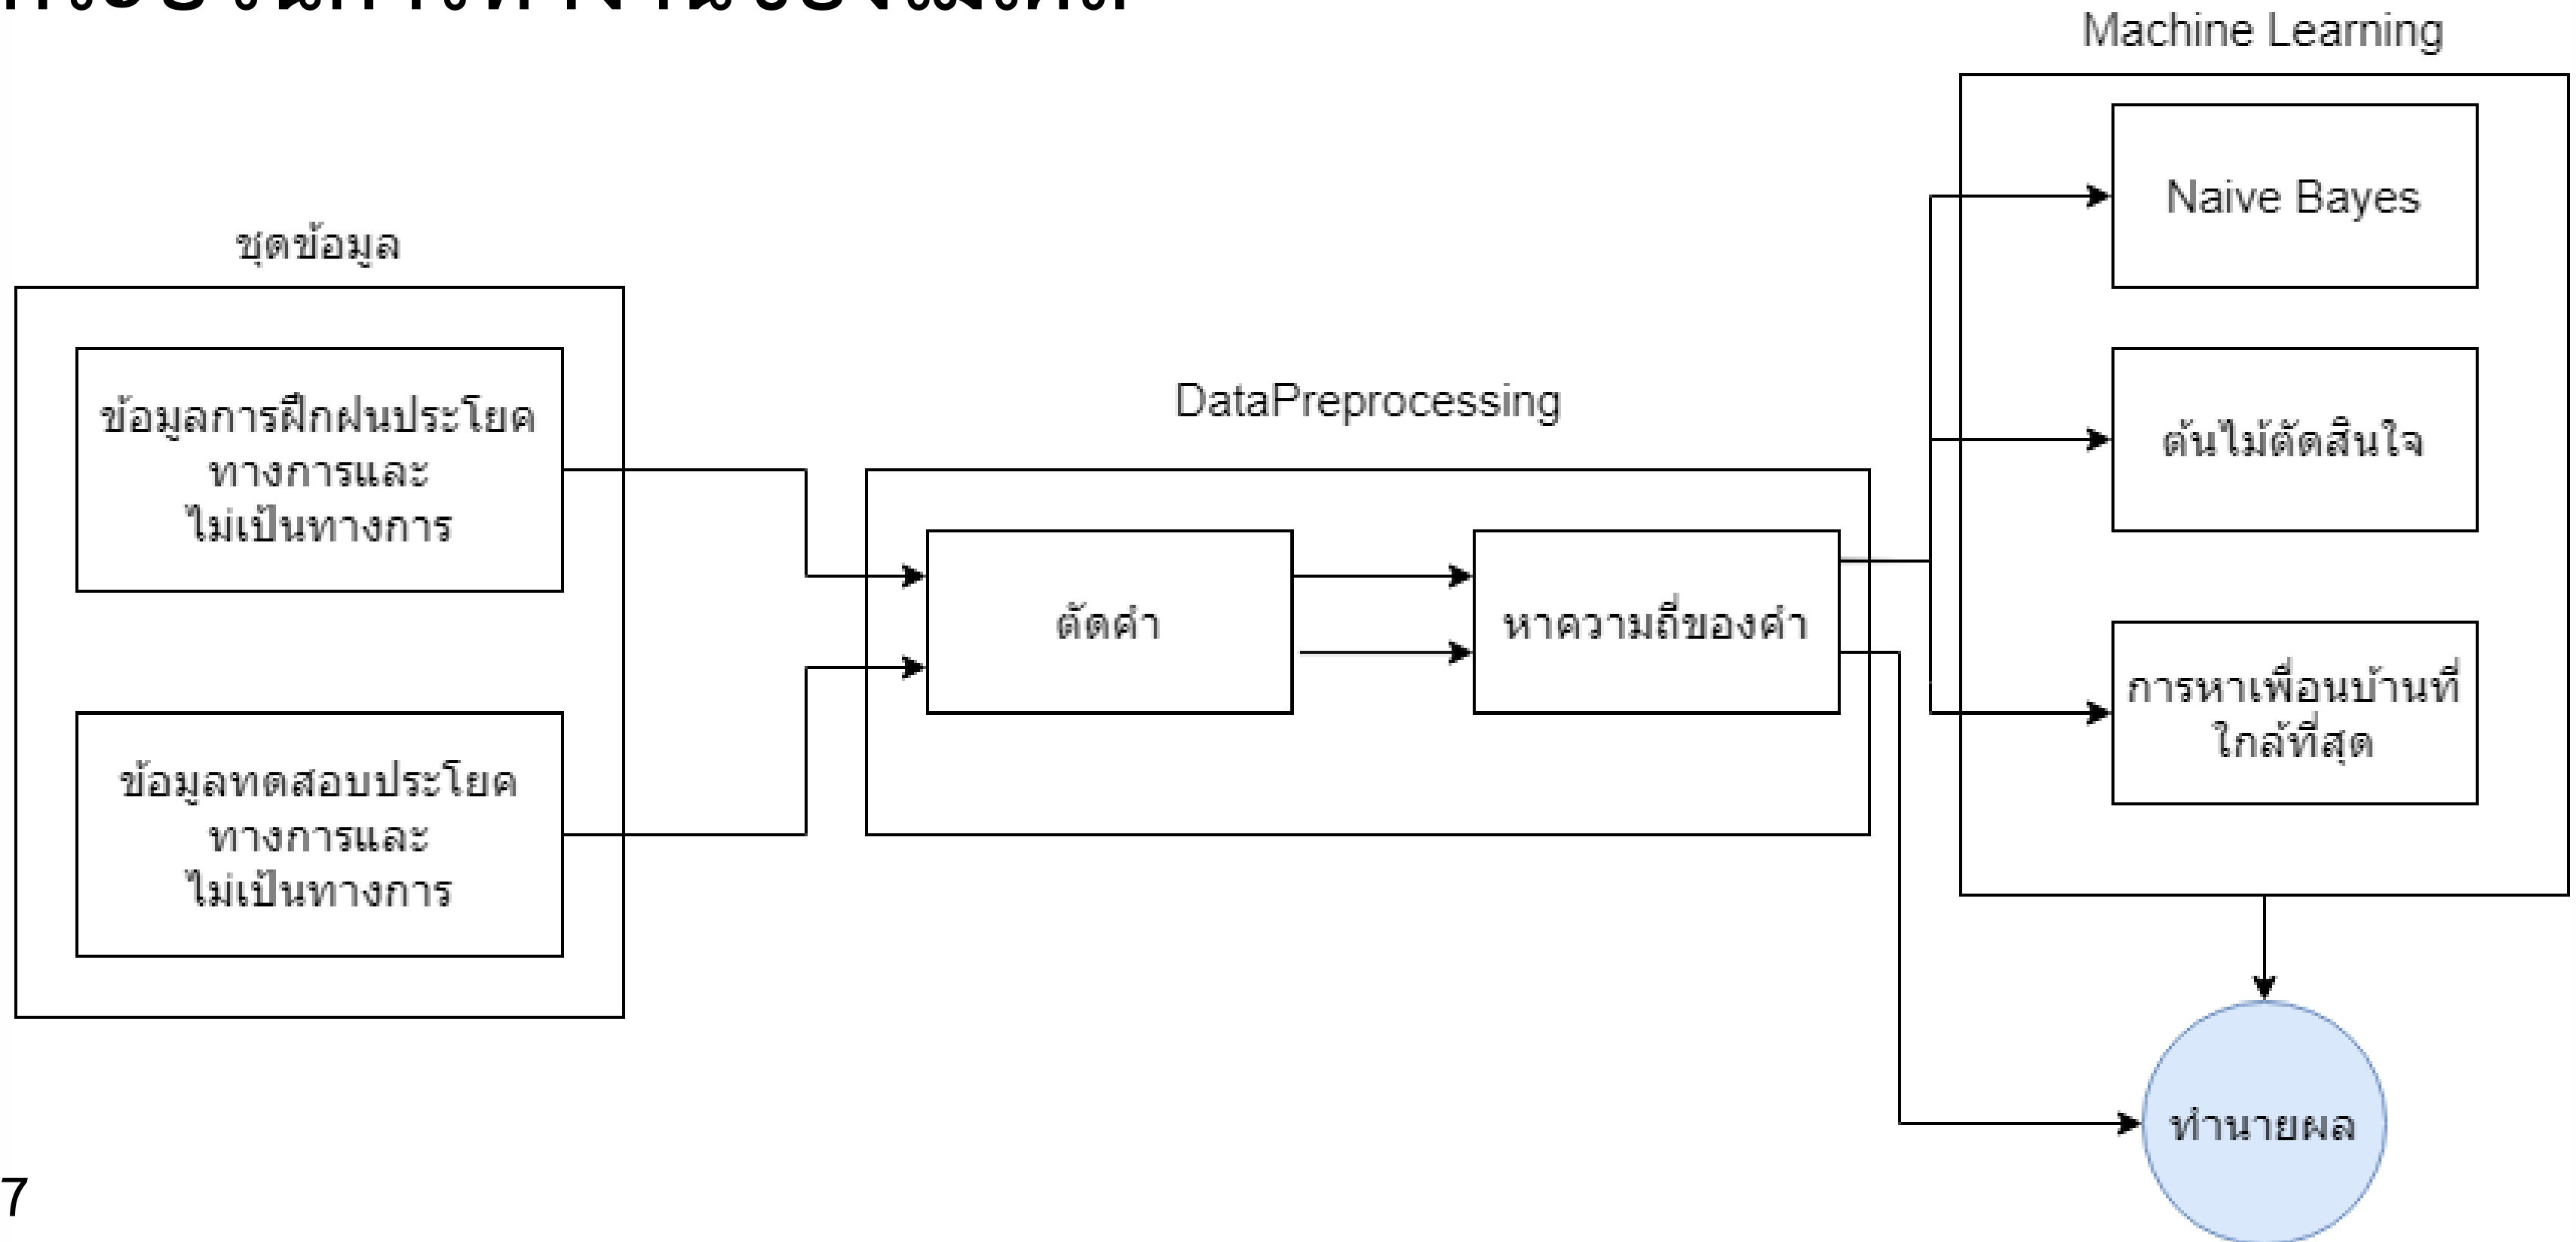 Machine Learning
Naive Bayes
ชุดข้อมูล
ข้อมูลการฝึกฝนประโยค
ทางการและ
ไม่เป็นทางการ
DataPreprocessing
ต้นไม้ตัดสินใจ
ตัดคำ
หาความถี่ของคำ
การหาเพื่อนบ้านที่
ใกล้ที่สุด
ข้อมูลทดสอบประโยค
ทางการและ
ไม่เป็นทางการ
ทำนายผล
7